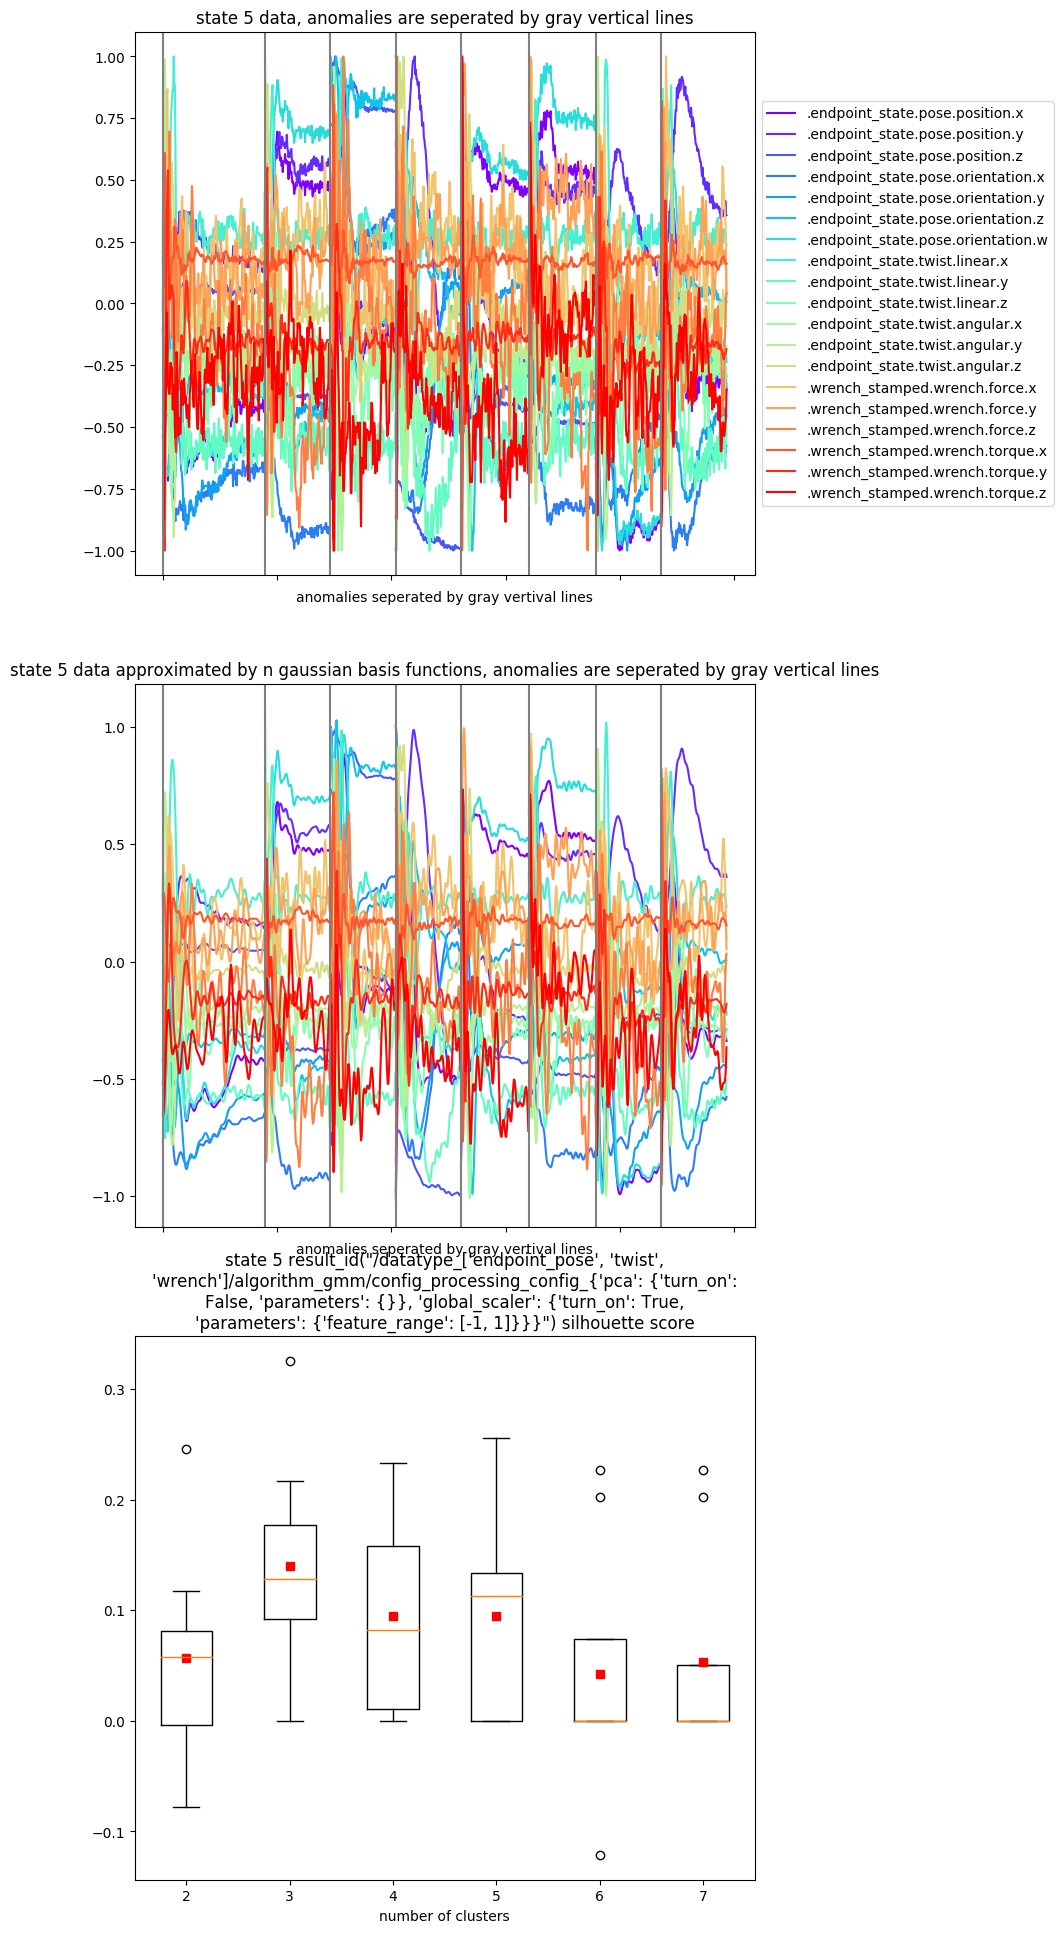 state 5 data, anomalies are seperated by gray vertical lines
1.00
0.75
0.50
0.25
0.00
−0.25
−0.50
−0.75
−1.00
anomalies seperated by gray vertival lines
.endpoint_state.pose.position.x
.endpoint_state.pose.position.y
.endpoint_state.pose.position.z
.endpoint_state.pose.orientation.x
.endpoint_state.pose.orientation.y
.endpoint_state.pose.orientation.z
.endpoint_state.pose.orientation.w
.endpoint_state.twist.linear.x
.endpoint_state.twist.linear.y
.endpoint_state.twist.linear.z
.endpoint_state.twist.angular.x
.endpoint_state.twist.angular.y
.endpoint_state.twist.angular.z
.wrench_stamped.wrench.force.x
.wrench_stamped.wrench.force.y
.wrench_stamped.wrench.force.z
.wrench_stamped.wrench.torque.x
.wrench_stamped.wrench.torque.y
.wrench_stamped.wrench.torque.z
state 5 data approximated by n gaussian basis functions, anomalies are seperated by gray vertical lines
1.0
0.5
0.0
−0.5
−1.0
anomalies seperated by gray vertival lines
state 5 result_id("/datatype_['endpoint_pose', 'twist',
'wrench']/algorithm_gmm/config_processing_config_{'pca': {'turn_on':
False, 'parameters': {}}, 'global_scaler': {'turn_on': True,
'parameters': {'feature_range': [-1, 1]}}}") silhouette score
0.3
0.2
0.1
0.0
−0.1
2 3 4 5 6 7
number of clusters